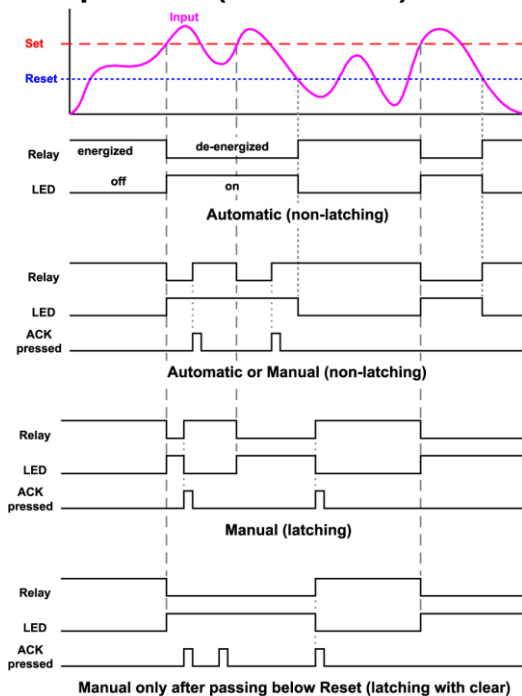 Input
Set
Reset
energized
de-energized
Relay
off
on
LED
Automatic (non-latching)
Relay
LED
ACK
pressed
Automatic or Manual (non-latching)
Relay
LED
ACK
pressed
Manual (latching)
Relay
LED
ACK
pressed
Manual only after passing below Reset (latching with clear)